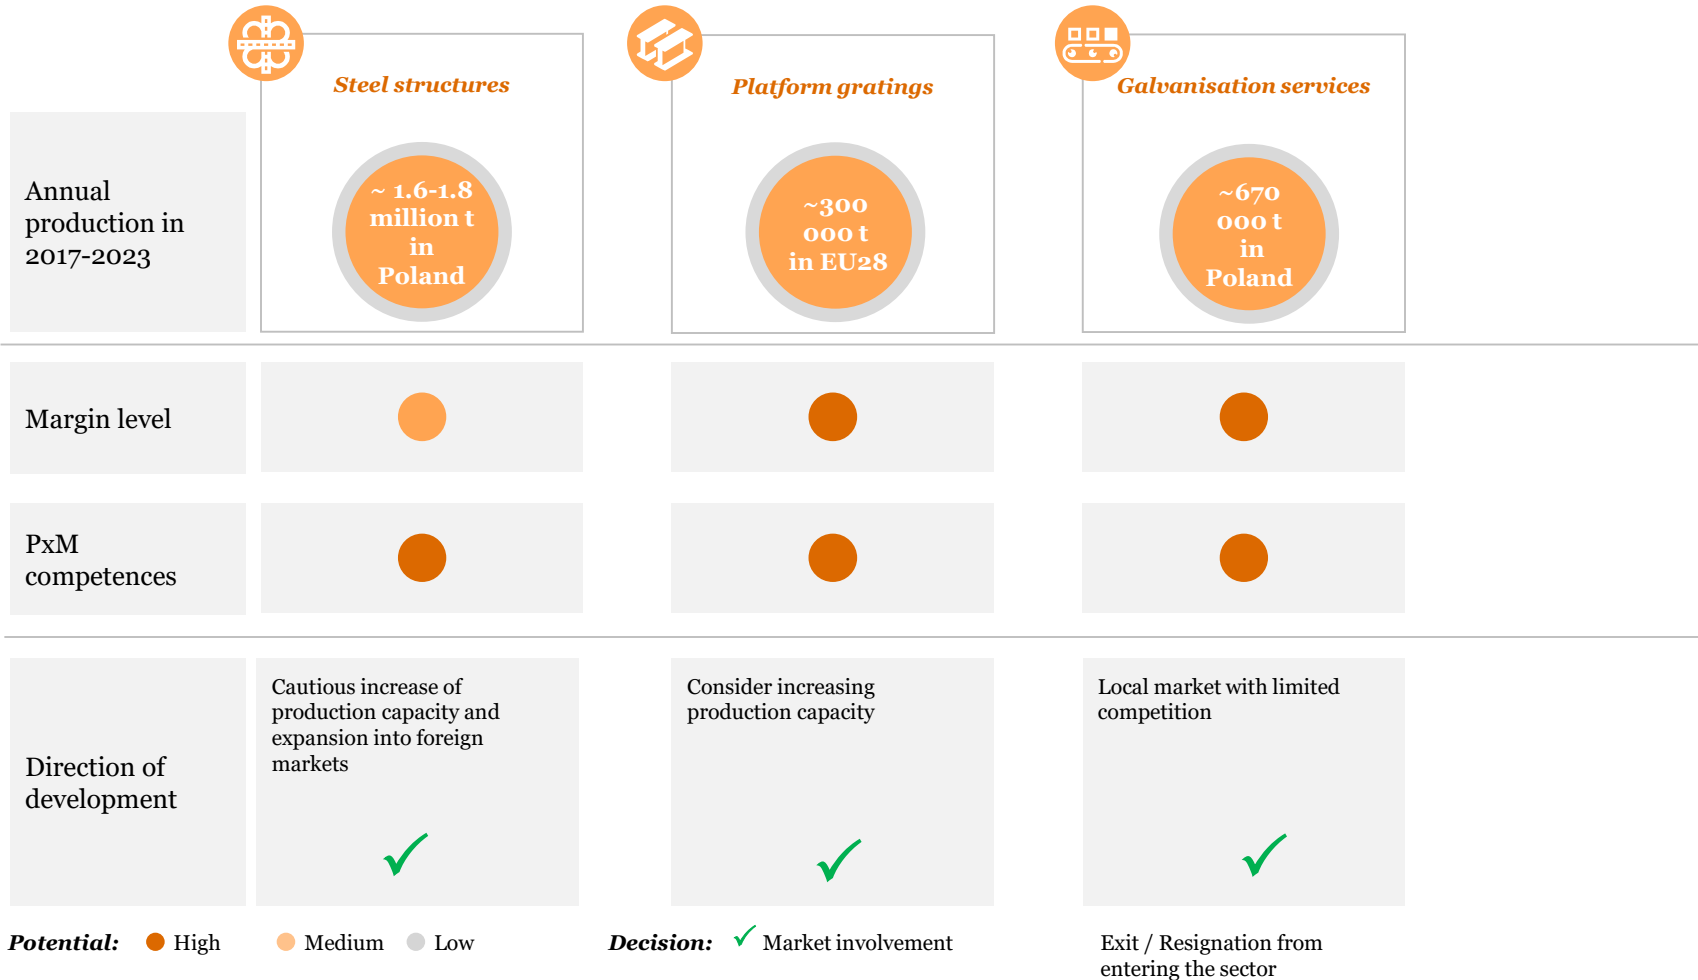 Steel structures
Platform gratings
Galvanisation services
Annual
production in
2017-2023
~ 1.6-1.8
million t
in
Poland
~300
000 t
in EU28
~670
000 t
in
Poland
Margin level
PxM
competences
Direction of
development
Cautious increase of
production capacity and
expansion into foreign
markets
Consider increasing
production capacity
Local market with limited
competition
Potential:
High
Medium
Low
Decision:
Market involvement
Exit / Resignation from
entering the sector